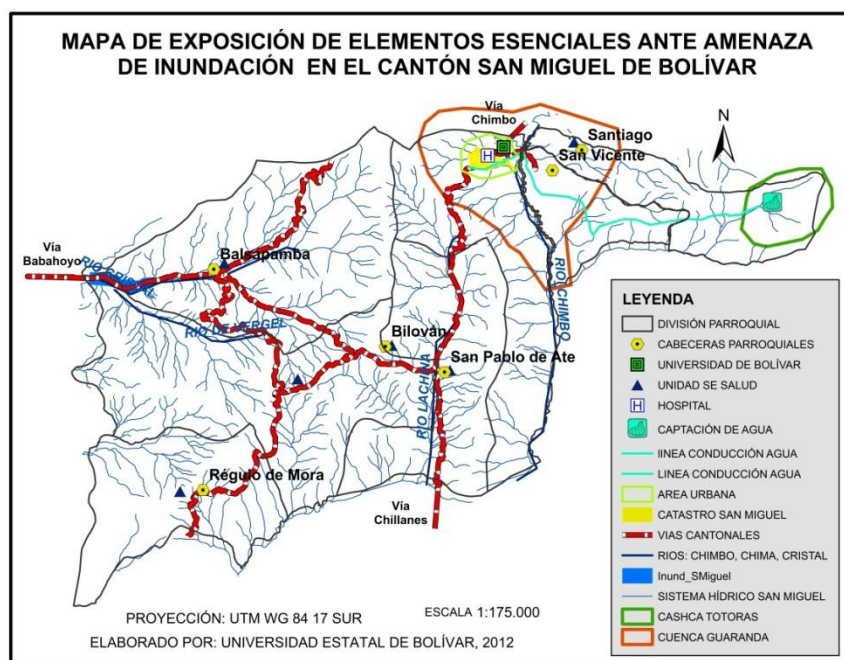 MAPA DE EXPOSICIÓN DE ELEMENTOS ESENCIALES ANTE AMENAZA
DE INUNDACIÓN EN EL CANTÓN SAN MIGUEL DE BOLÍVAR
Vía
Chimbo
N
Santiago
San Vicente
H
Vía
Babahoyo
RIO CRISTAL
Balsapamba
RIO DE VERGEL
Bilován
San Pablo de Ate
RIO LACHINA
RIO CHIMBO
Régulo de Mora
Vía
Chillanes
LEYENDA
DIVISIÓN PARROQUIAL
CABECERAS PARROQUIALES
UNIVERSIDAD DE BOLÍVAR
UNIDAD SE SALUD
H HOSPITAL
CAPTACIÓN DE AGUA
lINEA CONDUCCIÓN AGUA
LINEA CONDUCCIÓN AGUA
AREA URBANA
CATASTRO SAN MIGUEL
VIAS CANTONALES
RIOS: CHIMBO, CHIMA, CRISTAL
Inund_SMiguel
SISTEMA HÍDRICO SAN MIGUEL
CASHCA TOTORAS
CUENCA GUARANDA
PROYECCIÓN: UTM WG 84 17 SUR
ESCALA 1:175.000
ELABORADO POR: UNIVERSIDAD ESTATAL DE BOLÍVAR, 2012